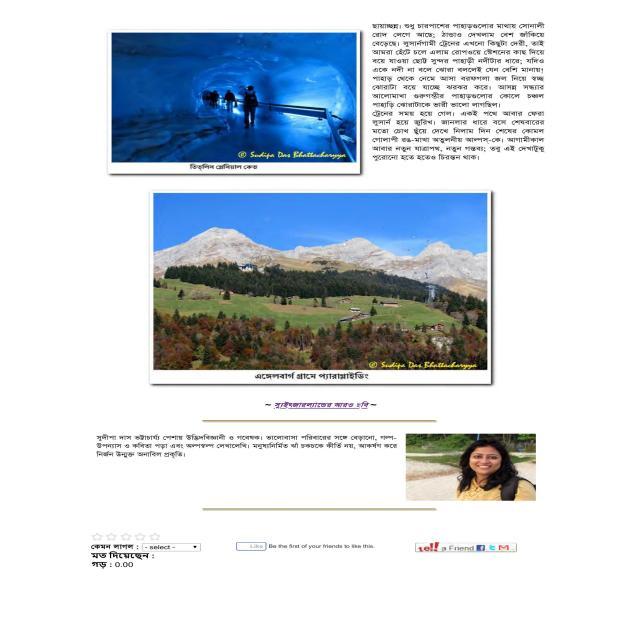 ছায়াচ্ছন্ন। শুধু চারপাশের পাহাড়গুলোর মাথায় সোনালী
রোদ লেগে আছে; ঠাণ্ডাও দেখলাম বেশ জাঁকিয়ে
বেড়েছে। লুসার্নগামী ট্রেনের এখনো কিছুটা দেরী, তাই
আমরা হেঁটে চলে এলাম রোপওয়ে স্টেশনের কাছ দিয়ে
বয়ে যাওয়া ছোট্ট সুন্দর পাহাড়ী নদীটার ধারে; যদিও
একে নদী না বলে ঝোরা বললেই যেন বেশি মানায়!
পাহাড় থেকে নেমে আসা বরফগলা জল নিয়ে স্বচ্ছ
ঝোরাটা বয়ে যাচ্ছে ঝরঝর করে। আসন্ন সন্ধ্যার
আলোমাখা গুরুগম্ভীর পাহাড়গুলোর কোলে চঞ্চল
পাহাড়ি ঝোরাটাকে ভারী ভালো লাগছিল।
ট্রেনের সময় হয়ে গেল। একই পথে আবার ফেরা
লুসার্ন হয়ে জুরিখ। জানলার ধারে বসে শেষবারের
মতো চোখ ছুঁয়ে দেখে নিলাম দিন শেষের কোমল
গোলাপী রঙ-মাখা অতুলনীয় আল্পস্-কে। আগামীকাল
আবার নতুন যাত্রাপথ, নতুন গন্তব্য; তবু এই দেখাটুকু
পুরোনো হতে হতেও চিরন্তন থাক।
© Sudipa Das Bhattacharyya
তিত্‌লিস গ্লেসিয়াল কেভ
© Sudipa Das Bhattacharyya
এঙ্গেলবার্গ গ্রামে প্যারাগ্লাইডিং
~ সুইৎজারল্যান্ডের আরও ছবি ~
সুদীপা দাস ভট্টাচার্য্য পেশায় উদ্ভিদবিজ্ঞানী ও গবেষক। ভালোবাসা পরিবারের সঙ্গে বেড়ানো, গল্প-
উপন্যাস ও কবিতা পড়া এবং অল্পস্বল্প লেখালেখি। মনুষ্যনির্মিত ঝাঁ চকচকে কীর্তি নয়, আকর্ষণ করে
নির্জন উন্মুক্ত অনাবিল প্রকৃতি।
কেমন লাগল : - select -
Like Be the first of your friends to like this.
tell a Friend
মত দিয়েছেন :
গড় : 0.00